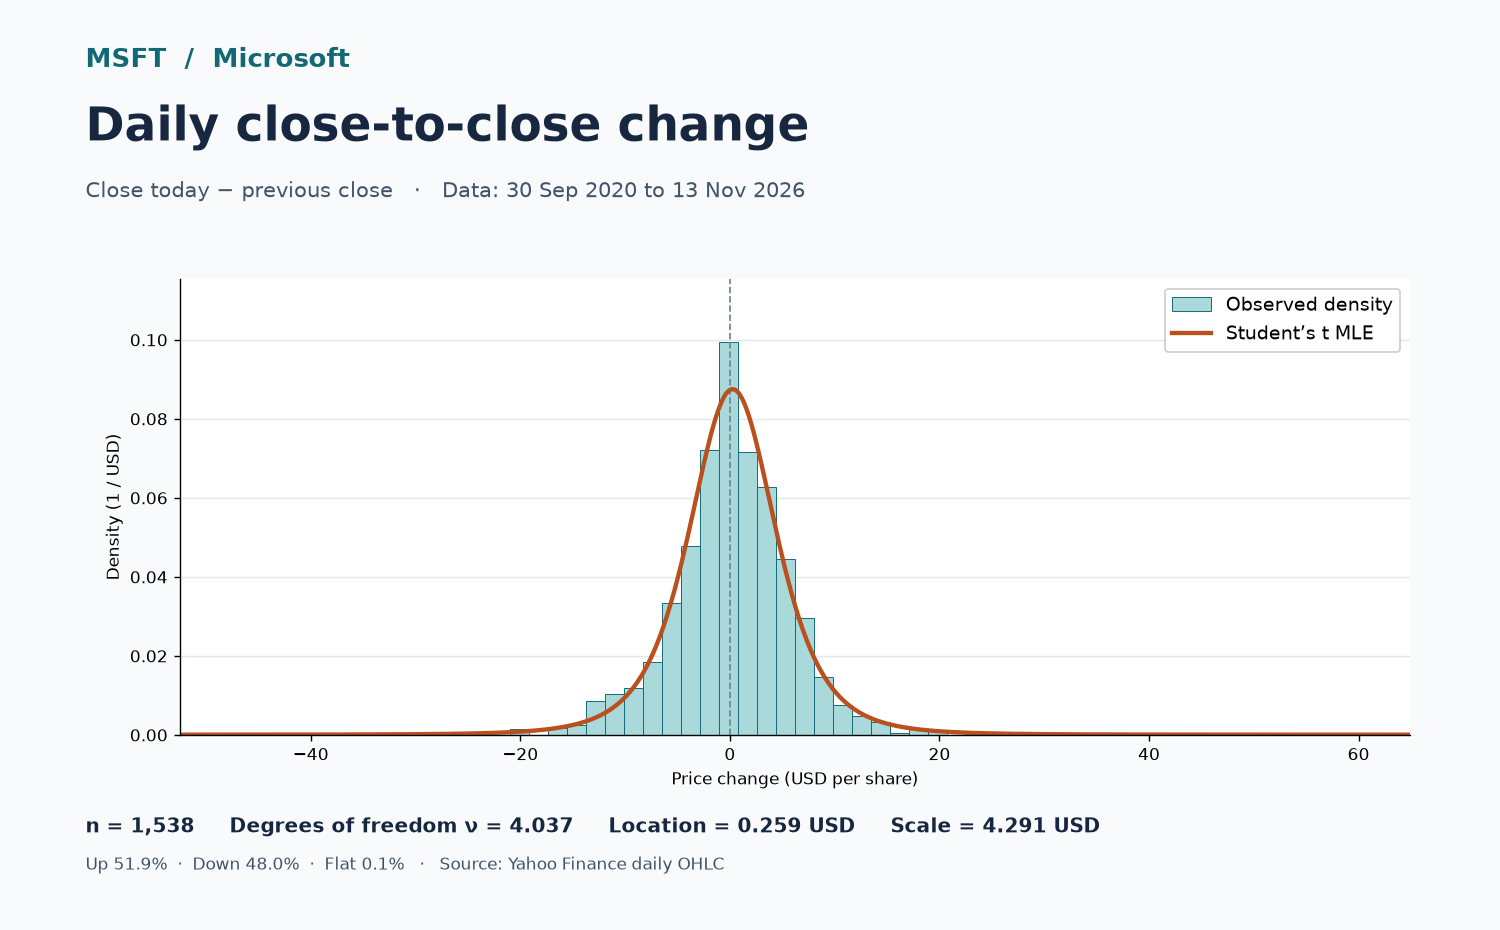 MSFT / Microsoft
Daily close-to-close change
Close today − previous close · Data: 30 Sep 2020 to 13 Nov 2026
Observed density
Student’s t MLE
Density (1 / USD)
0.10
0.08
0.06
0.04
0.02
0.00
−40 −20 0 20 40 60
Price change (USD per share)
n = 1,538 Degrees of freedom ν = 4.037 Location = 0.259 USD Scale = 4.291 USD
Up 51.9% · Down 48.0% · Flat 0.1% · Source: Yahoo Finance daily OHLC